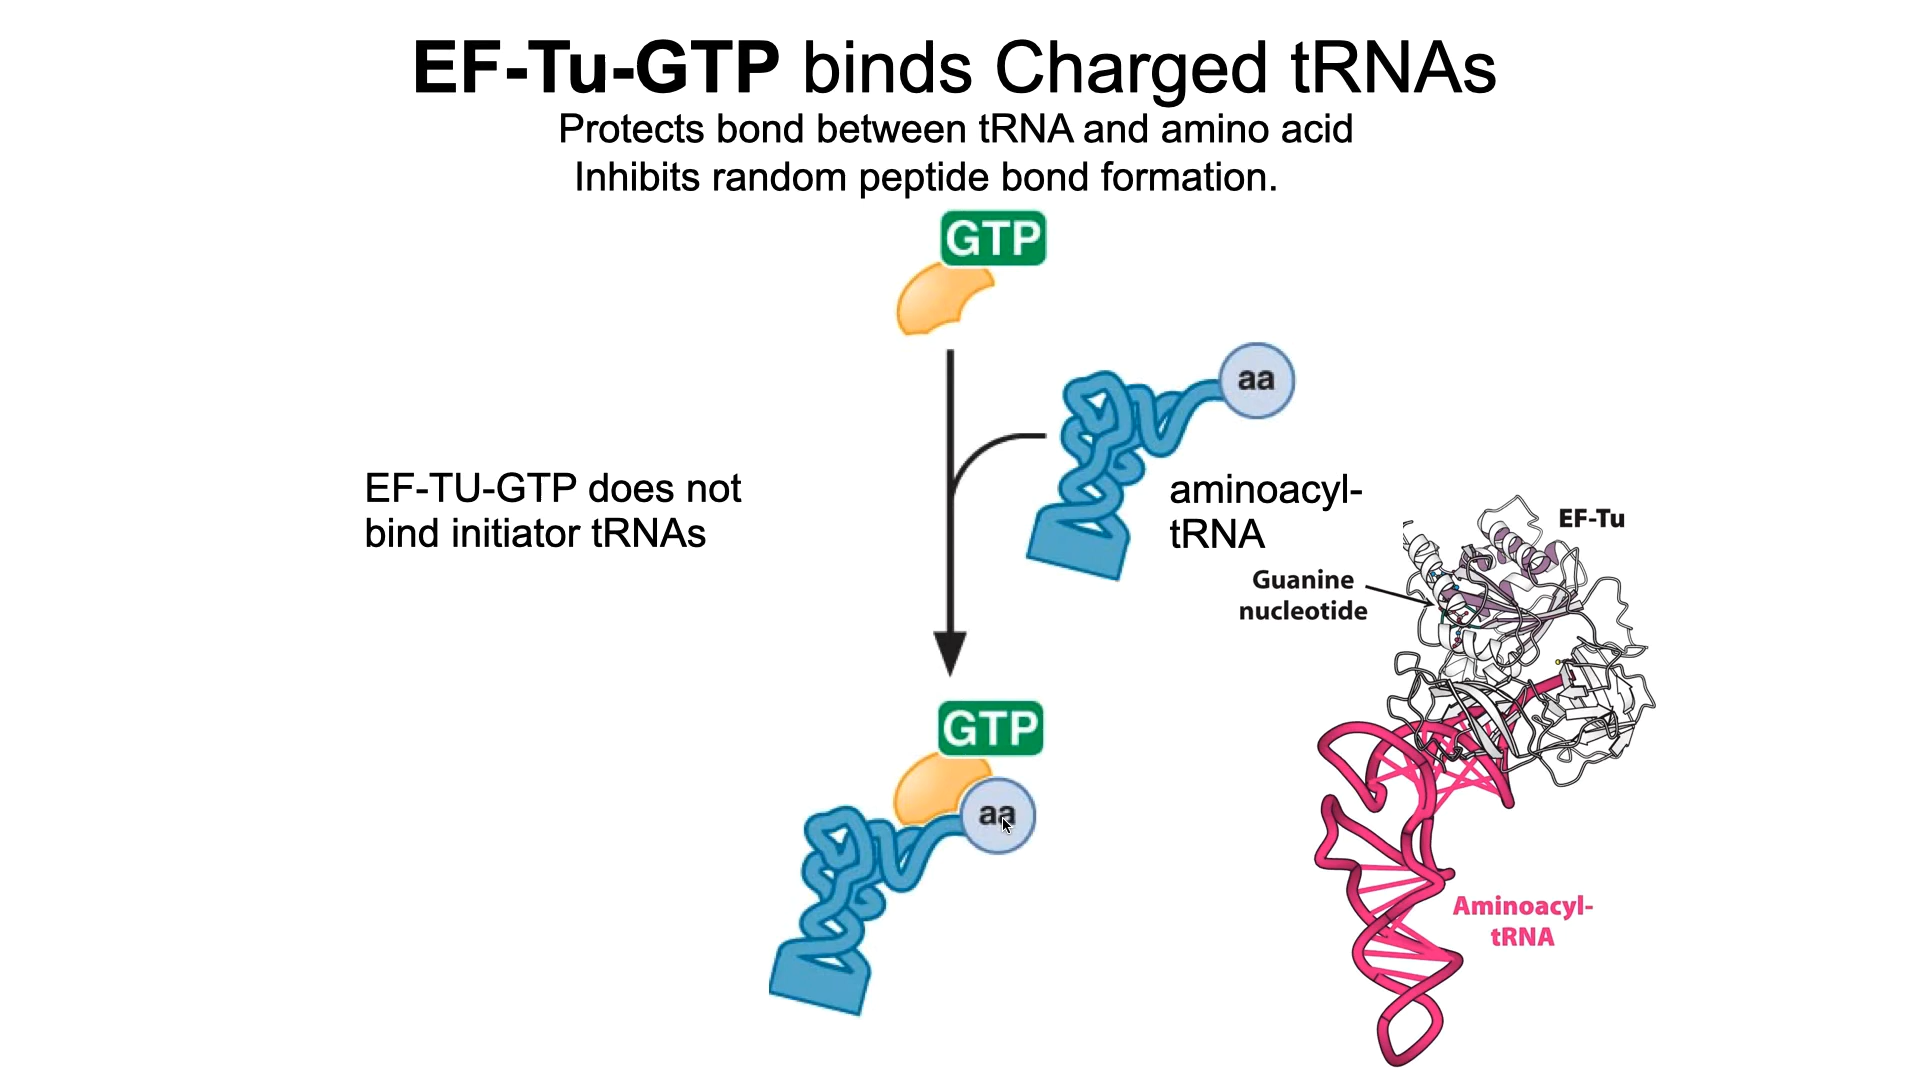 EF-Tu-GTP binds Charged tRNAs
Protects bond between tRNA and amino acid
Inhibits random peptide bond formation.
GTP
aa
EF-TU-GTP does not
bind initiator tRNAs
aminoacyl-
tRNA
EF-Tu
Guanine
nucleotide
GTP
aa
Aminoacyl-
tRNA